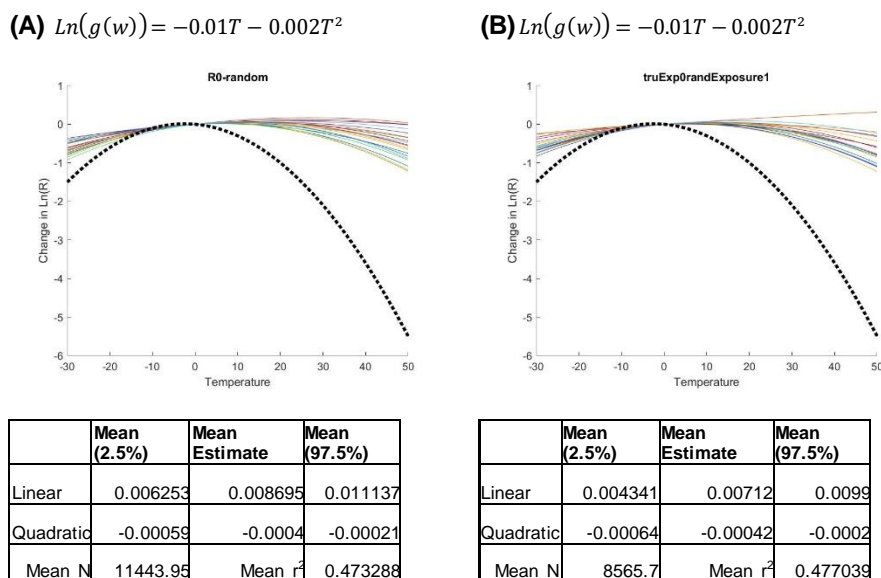 (A) Ln(g(w)) = −0.01T − 0.002T²
R0-random
1
0
-1
-2
-3
-4
-5
-6
Change in Ln(R)
-30 -20 -10 0 10 20 30 40 50
Temperature
Mean (2.5%) Mean Estimate Mean (97.5%)
Linear 0.006253 0.008695 0.011137
Quadratic -0.00059 -0.0004 -0.00021
Mean N 11443.95 Mean r² 0.473288
(B) Ln(g(w)) = −0.01T − 0.002T²
truExp0randExposure1
1
0
-1
-2
-3
-4
-5
-6
Change in Ln(R)
-30 -20 -10 0 10 20 30 40 50
Temperature
Mean (2.5%) Mean Estimate Mean (97.5%)
Linear 0.004341 0.00712 0.0099
Quadratic -0.00064 -0.00042 -0.0002
Mean N 8565.7 Mean r² 0.477039